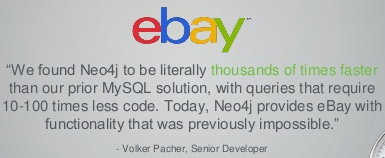 ebay
“We found Neo4j to be literally thousands of times faster
than our prior MySQL solution, with queries that require
10-100 times less code. Today, Neo4j provides eBay with
functionality that was previously impossible.”
- Volker Pacher, Senior Developer